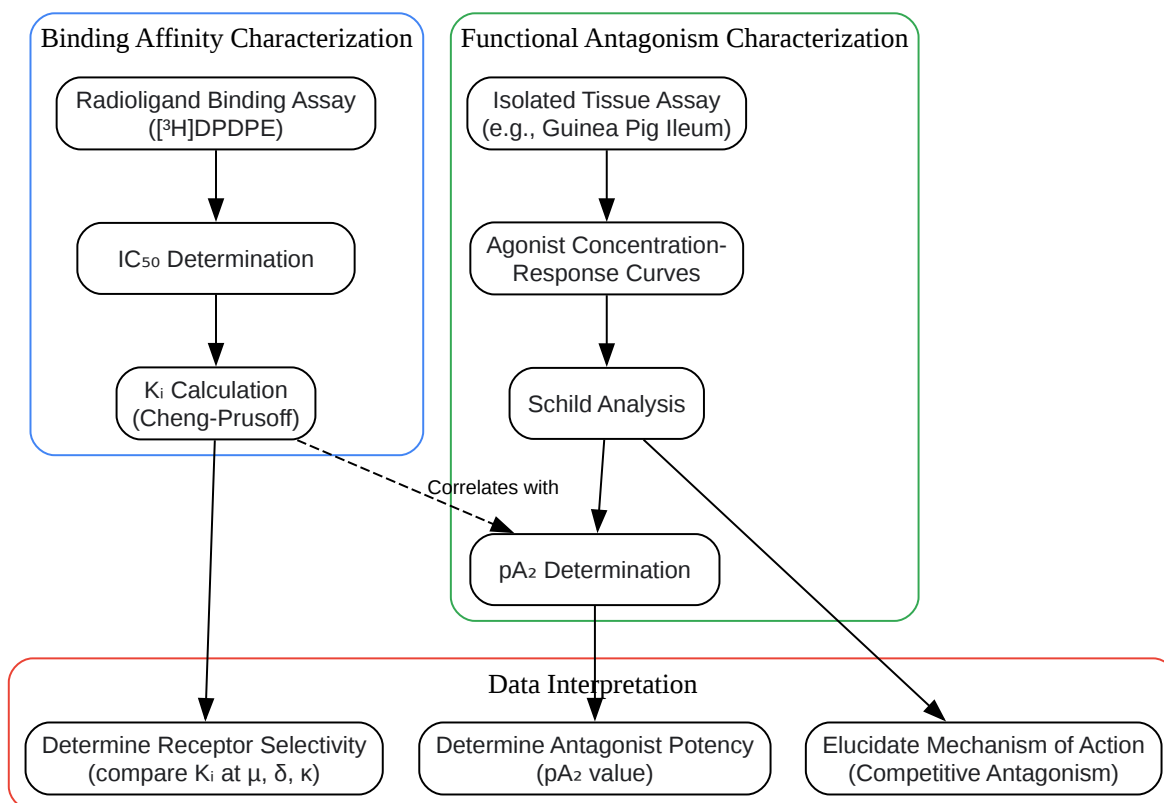 Binding Affinity Characterization
Radioligand Binding Assay
([³H]DPDPE)
IC₅₀ Determination
Kᵢ Calculation
(Cheng-Prusoff)
Functional Antagonism Characterization
Isolated Tissue Assay
(e.g., Guinea Pig Ileum)
Agonist Concentration-
Response Curves
Schild Analysis
Correlates with
pA₂ Determination
Data Interpretation
Determine Receptor Selectivity
(compare Kᵢ at μ, δ, κ)
Determine Antagonist Potency
(pA₂ value)
Elucidate Mechanism of Action
(Competitive Antagonism)